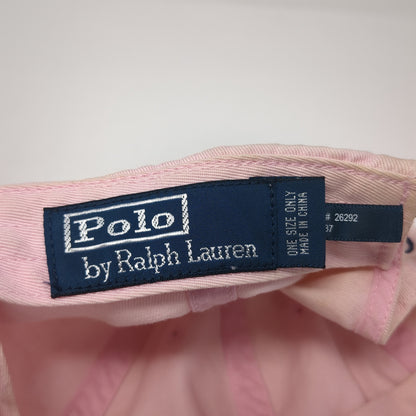 Polo
by Ralph Lauren
ONE SIZE ONLY
MADE IN CHINA
# 26292
37